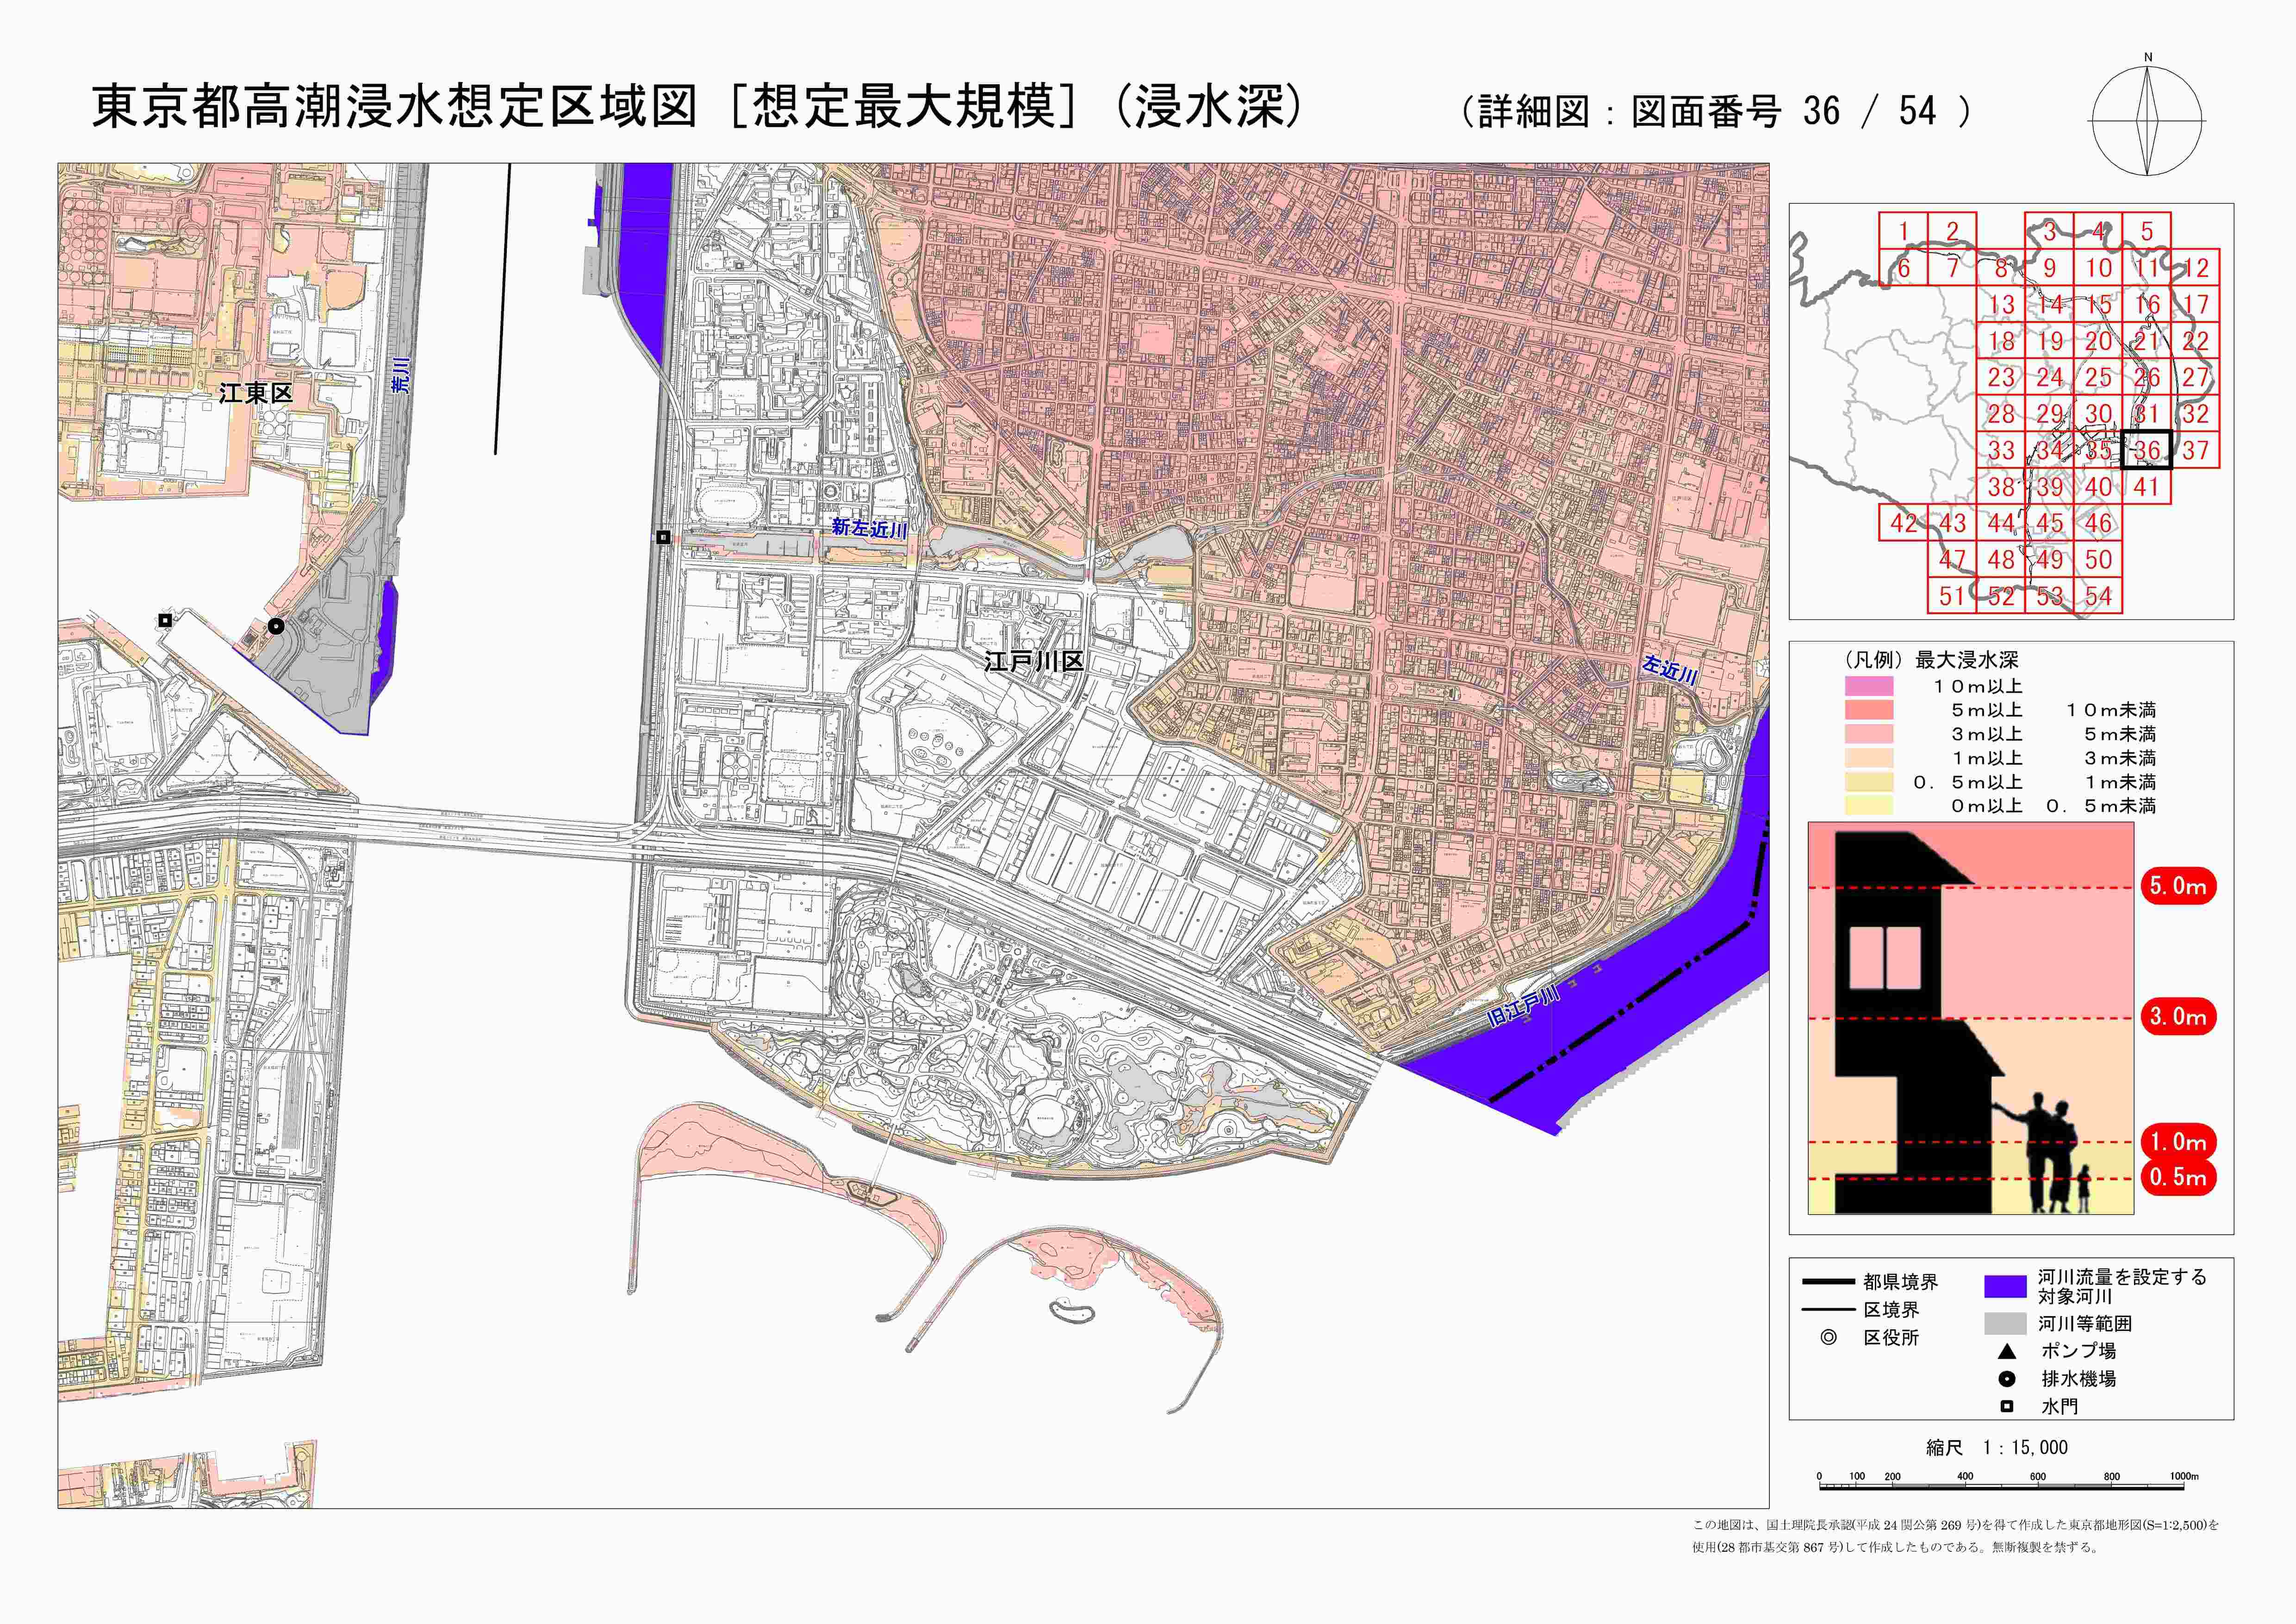 東京都高潮浸水想定区域図［想定最大規模］（浸水深）
（詳細図：図面番号 36 / 54 ）
N
江東区
荒川
新左近川
江戸川区
左近川
旧江戸川
1 2 3 4 5
6 7 8 9 10 11 12
13 14 15 16 17
18 19 20 21 22
23 24 25 26 27
28 29 30 31 32
33 34 35 36 37
38 39 40 41
42 43 44 45 46
47 48 49 50
51 52 53 54
（凡例）最大浸水深
１０ｍ以上
５ｍ以上 １０ｍ未満
３ｍ以上 ５ｍ未満
１ｍ以上 ３ｍ未満
０．５ｍ以上 １ｍ未満
０ｍ以上 ０．５ｍ未満
5.0m
3.0m
1.0m
0.5m
都県境界
区境界
区役所
河川流量を設定する
対象河川
河川等範囲
ポンプ場
排水機場
水門
縮尺 1：15,000
0 100 200 400 600 800 1000m
この地図は、国土地理院長承認(平成 24 関公第 269 号)を得て作成した東京都地形図(S=1:2,500)を
使用(28 都市基交第 867 号)して作成したものである。無断複製を禁ずる。